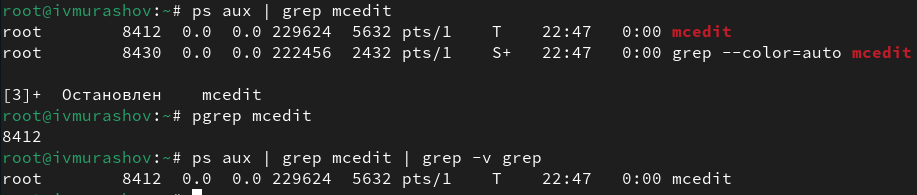 root@ivmurashov:~# ps aux | grep mcedit
root        8412  0.0  0.0 229624  5632 pts/1    T    22:47   0:00 mcedit
root        8430  0.0  0.0 222456  2432 pts/1    S+   22:47   0:00 grep --color=auto mcedit
[3]+  Остановлен    mcedit
root@ivmurashov:~# pgrep mcedit
8412
root@ivmurashov:~# ps aux | grep mcedit | grep -v grep
root        8412  0.0  0.0 229624  5632 pts/1    T    22:47   0:00 mcedit